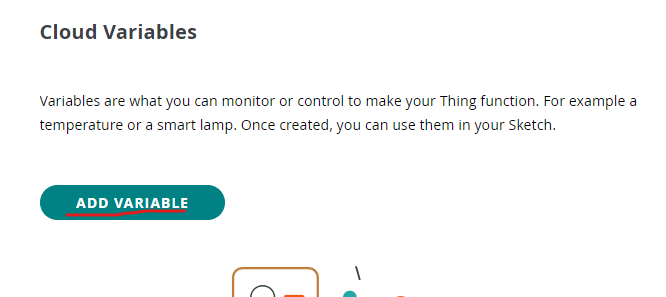 Cloud Variables
Variables are what you can monitor or control to make your Thing function. For example a
temperature or a smart lamp. Once created, you can use them in your Sketch.
ADD VARIABLE